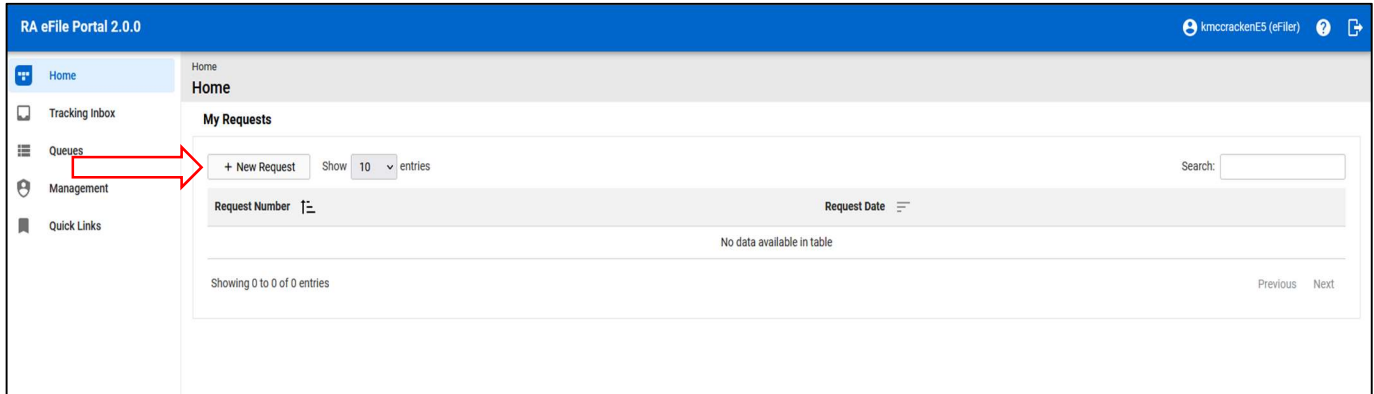 RA eFile Portal 2.0.0
kmccrackenE5 (eFiler)
Home
Tracking Inbox
Queues
Management
Quick Links
Home
Home
My Requests
+ New Request Show 10 entries Search:
Request Number Request Date
No data available in table
Showing 0 to 0 of 0 entries Previous Next